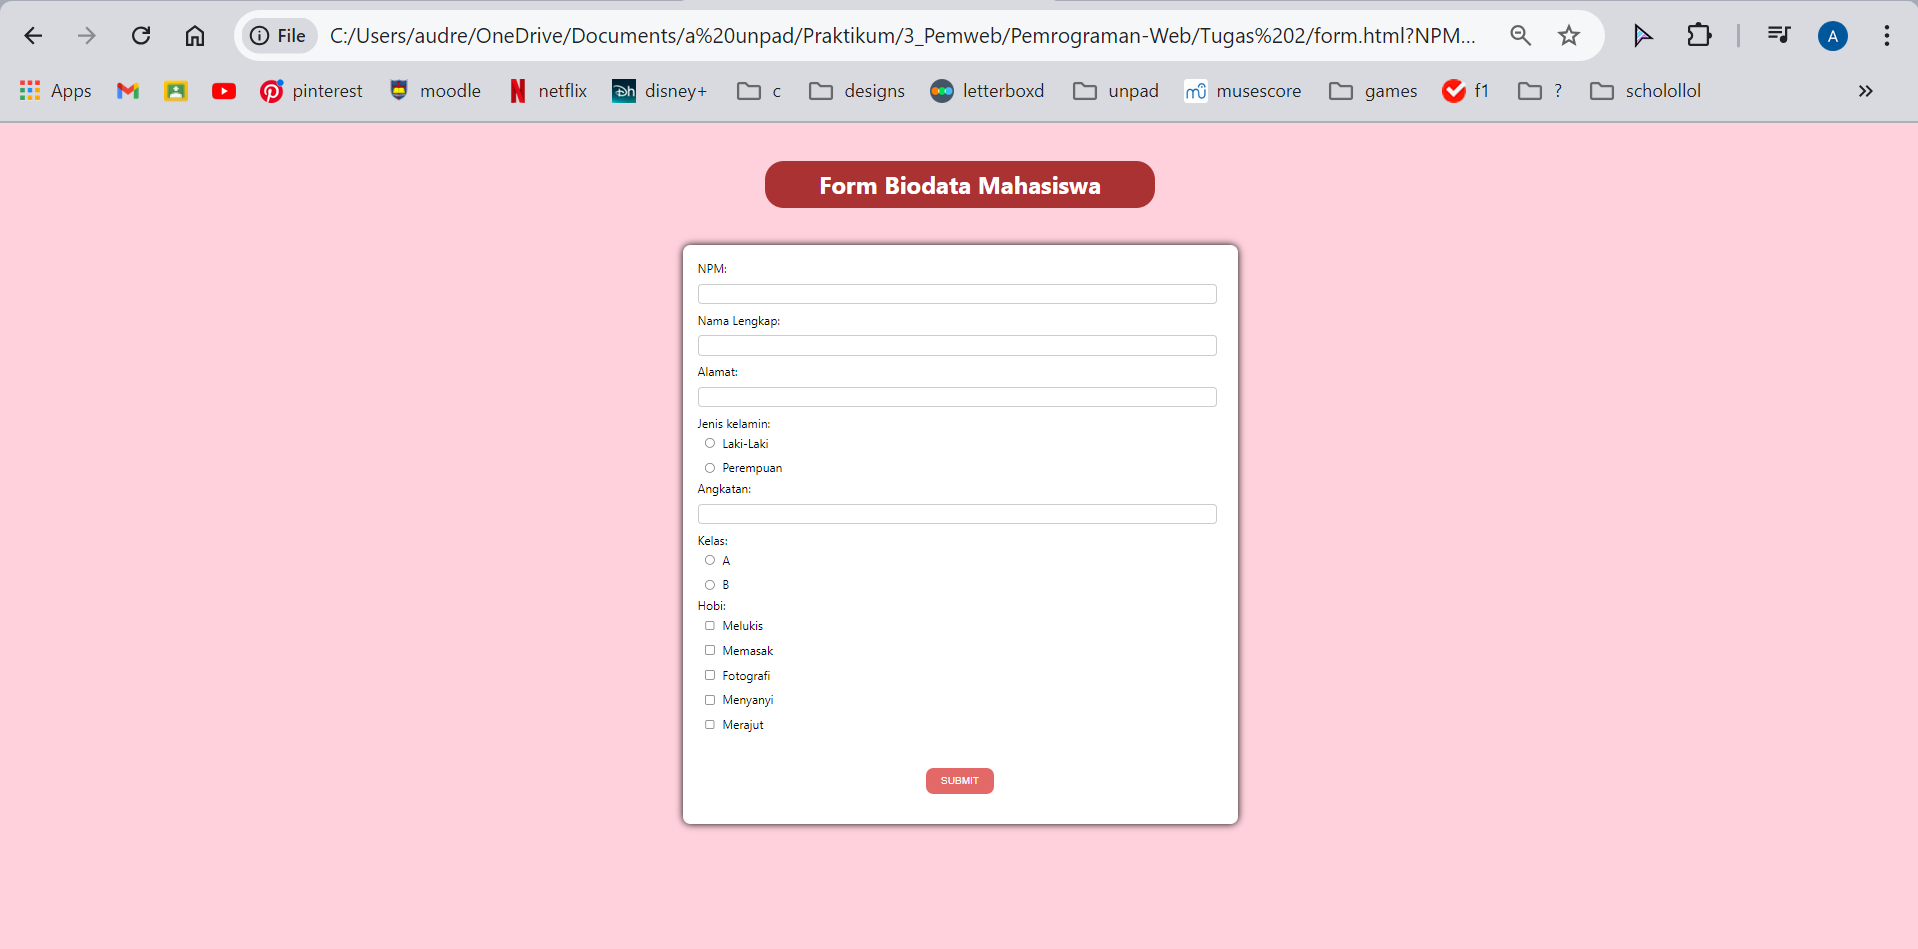 File C:/Users/audre/OneDrive/Documents/a%20unpad/Praktikum/3_Pemweb/Pemrograman-Web/Tugas%202/form.html?NPM... A
Apps pinterest moodle N netflix Dh disney+ c designs letterboxd unpad mū musescore games f1 ? scholollol »
Form Biodata Mahasiswa
NPM:
Nama Lengkap:
Alamat:
Jenis kelamin:
Laki-Laki
Perempuan
Angkatan:
Kelas:
A
B
Hobi:
Melukis
Memasak
Fotografi
Menyanyi
Merajut
SUBMIT